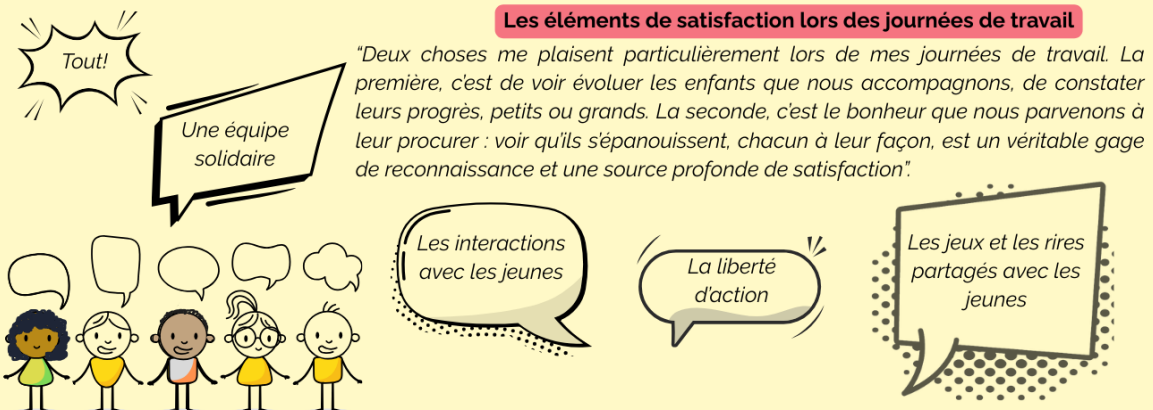 Les éléments de satisfaction lors des journées de travail
Tout!
“Deux choses me plaisent particulièrement lors de mes journées de travail. La
première, c’est de voir évoluer les enfants que nous accompagnons, de constater
leurs progrès, petits ou grands. La seconde, c’est le bonheur que nous parvenons à
leur procurer : voir qu’ils s’épanouissent, chacun à leur façon, est un véritable gage
de reconnaissance et une source profonde de satisfaction”.
Une équipe
solidaire
Les interactions
avec les jeunes
La liberté
d’action
Les jeux et les rires
partagés avec les
jeunes